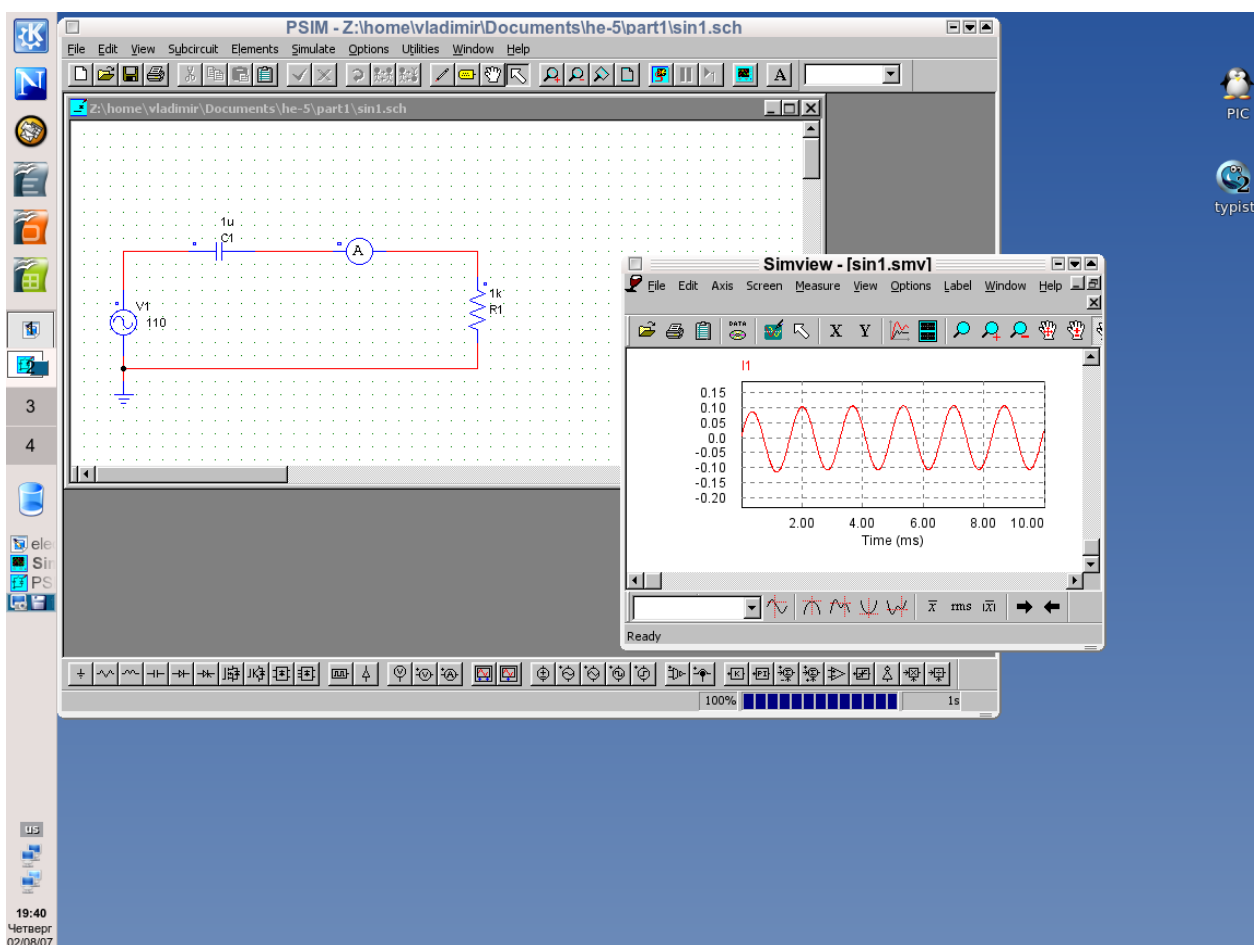 PSIM - Z:\home\vladimir\Documents\he-5\part1\sin1.sch
File Edit View Subcircuit Elements Simulate Options Utilities Window Help
A
Z:\home\vladimir\Documents\he-5\part1\sin1.sch
1u
C1
A
V1
110
1k
R1
Simview - [sin1.smv]
File Edit Axis Screen Measure View Options Label Window Help
DATA
X Y
I1
0.15
0.10
0.05
0.0
-0.05
-0.10
-0.15
-0.20
2.00 4.00 6.00 8.00 10.00
Time (ms)
x rms |x|
Ready
100%
1s
PIC
typist
N
2
3
4
ele
Sin
PS
us
19:40
Четверг
02/08/07